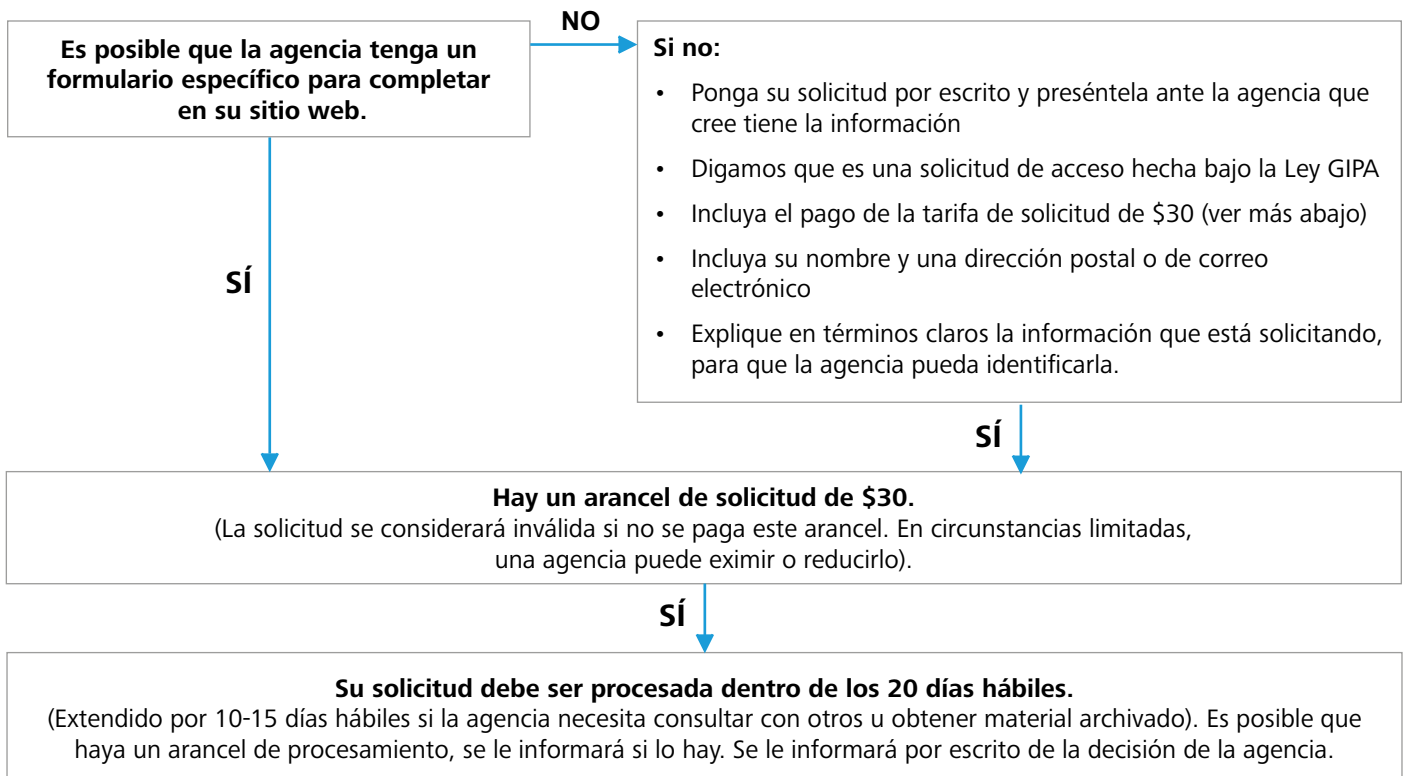 Es posible que la agencia tenga un
formulario específico para completar
en su sitio web.
NO
Si no:
• Ponga su solicitud por escrito y preséntela ante la agencia que
cree tiene la información
• Digamos que es una solicitud de acceso hecha bajo la Ley GIPA
• Incluya el pago de la tarifa de solicitud de $30 (ver más abajo)
• Incluya su nombre y una dirección postal o de correo
electrónico
• Explique en términos claros la información que está solicitando,
para que la agencia pueda identificarla.
SÍ
SÍ
Hay un arancel de solicitud de $30.
(La solicitud se considerará inválida si no se paga este arancel. En circunstancias limitadas,
una agencia puede eximir o reducirlo).
SÍ
Su solicitud debe ser procesada dentro de los 20 días hábiles.
(Extendido por 10-15 días hábiles si la agencia necesita consultar con otros u obtener material archivado). Es posible que
haya un arancel de procesamiento, se le informará si lo hay. Se le informará por escrito de la decisión de la agencia.